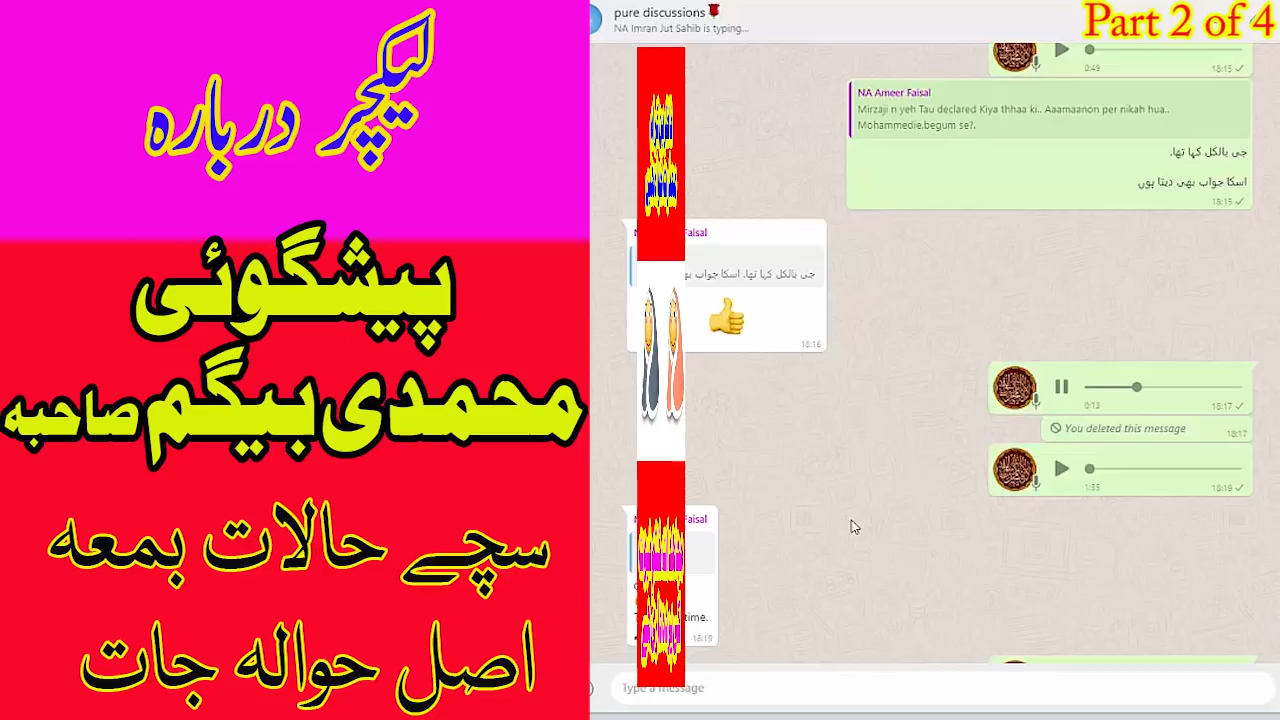 لیکچر دربارہ
پیشگوئی
محمدی بیگم صاحبہ
سچے حالات بمعہ
اصل حوالہ جات
Part 2 of 4
pure discussions🌹
NA Imran Jut Sahib is typing...
0:49 18:15
NA Ameer Faisal
Mirzaji n yeh Tau declared Kiya thhaa ki.. Aaamaanon per nikah hua..
Mohammedie.begum se?.
جی بالکل کہا تھا.
اسکا جواب بھی دیتا ہوں
18:15
Faisal
جی بالکل کہا تھا. اسکا جواب
👍
18:16
0:13 18:17
You deleted this message 18:17
1:55 18:19
Faisal
time.
18:19
Type a message